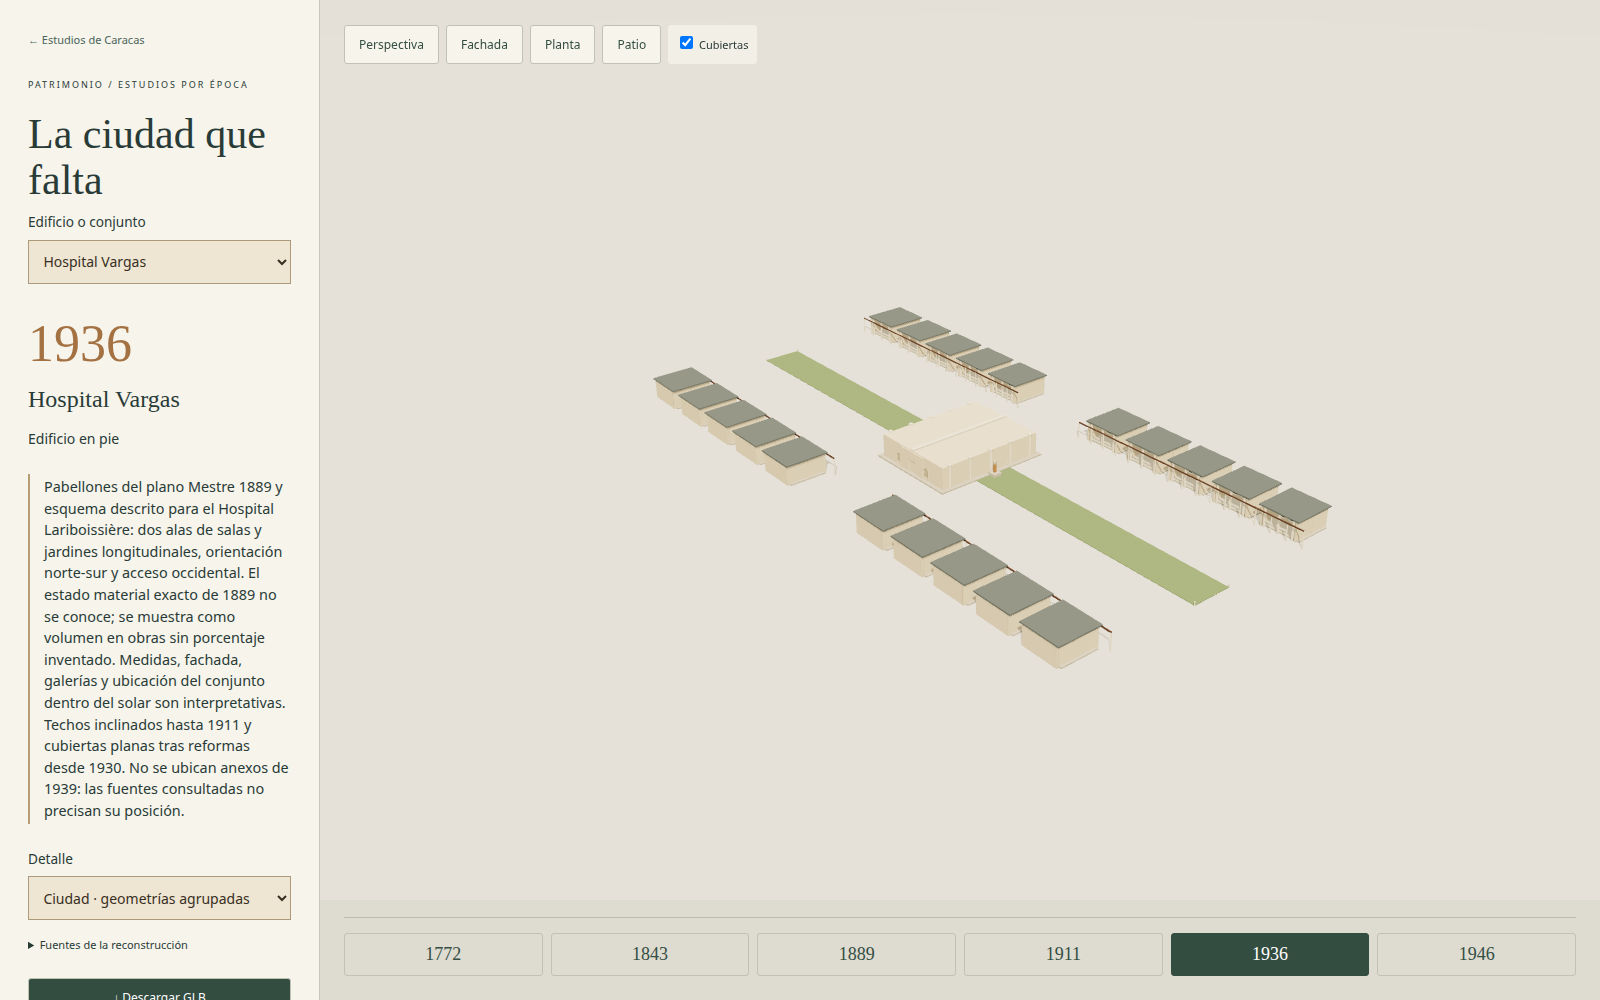 ← Estudios de Caracas
PATRIMONIO / ESTUDIOS POR ÉPOCA
La ciudad que
falta
Edificio o conjunto
Hospital Vargas
1936
Hospital Vargas
Edificio en pie
Pabellones del plano Mestre 1889 y
esquema descrito para el Hospital
Lariboissière: dos alas de salas y
jardines longitudinales, orientación
norte-sur y acceso occidental. El
estado material exacto de 1889 no
se conoce; se muestra como
volumen en obras sin porcentaje
inventado. Medidas, fachada,
galerías y ubicación del conjunto
dentro del solar son interpretativas.
Techos inclinados hasta 1911 y
cubiertas planas tras reformas
desde 1930. No se ubican anexos de
1939: las fuentes consultadas no
precisan su posición.
Detalle
Ciudad · geometrías agrupadas
Fuentes de la reconstrucción
↓ Descargar GLB
Perspectiva
Fachada
Planta
Patio
Cubiertas
1772
1843
1889
1911
1936
1946